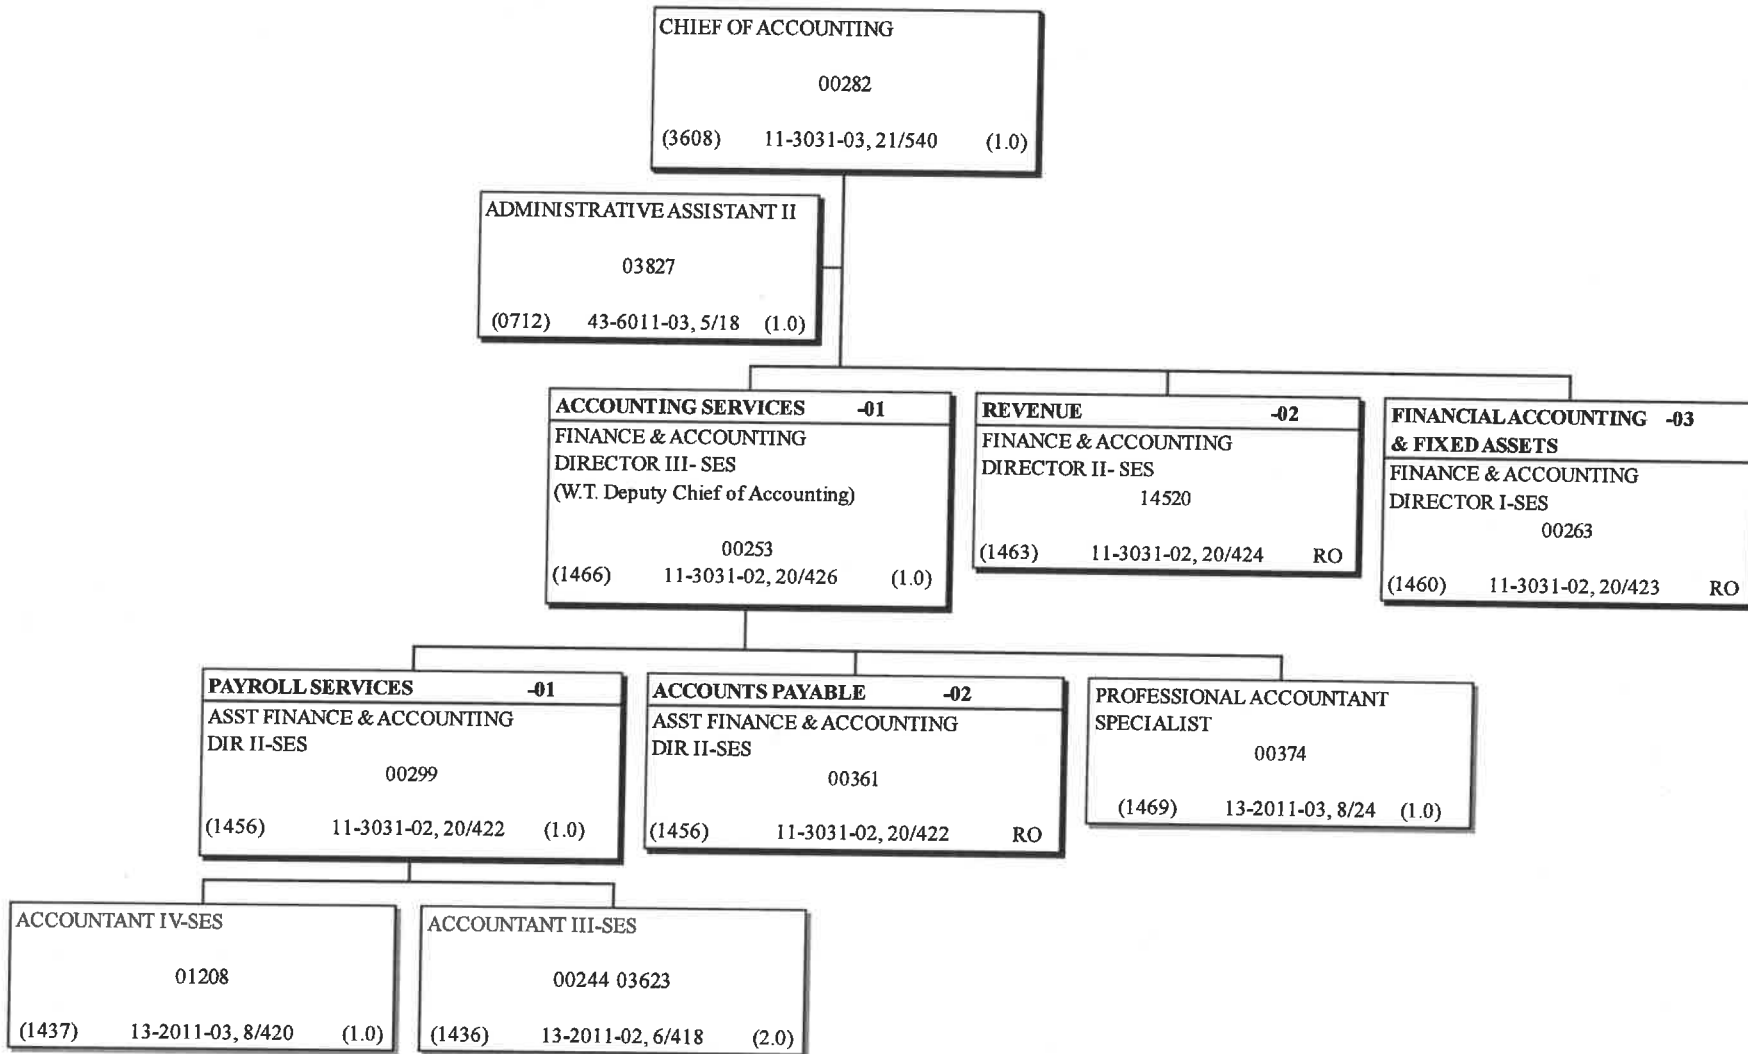 CHIEF OF ACCOUNTING
00282
(3608) 11-3031-03, 21/540 (1.0)
ADMINISTRATIVE ASSISTANT II
03827
(0712) 43-6011-03, 5/18 (1.0)
ACCOUNTING SERVICES -01
FINANCE & ACCOUNTING
DIRECTOR III- SES
(W.T. Deputy Chief of Accounting)
00253
(1466) 11-3031-02, 20/426 (1.0)
REVENUE -02
FINANCE & ACCOUNTING
DIRECTOR II- SES
14520
(1463) 11-3031-02, 20/424 RO
FINANCIAL ACCOUNTING -03
& FIXED ASSETS
FINANCE & ACCOUNTING
DIRECTOR I-SES
00263
(1460) 11-3031-02, 20/423 RO
PAYROLL SERVICES -01
ASST FINANCE & ACCOUNTING
DIR II-SES
00299
(1456) 11-3031-02, 20/422 (1.0)
ACCOUNTS PAYABLE -02
ASST FINANCE & ACCOUNTING
DIR II-SES
00361
(1456) 11-3031-02, 20/422 RO
PROFESSIONAL ACCOUNTANT
SPECIALIST
00374
(1469) 13-2011-03, 8/24 (1.0)
ACCOUNTANT IV-SES
01208
(1437) 13-2011-03, 8/420 (1.0)
ACCOUNTANT III-SES
00244 03623
(1436) 13-2011-02, 6/418 (2.0)